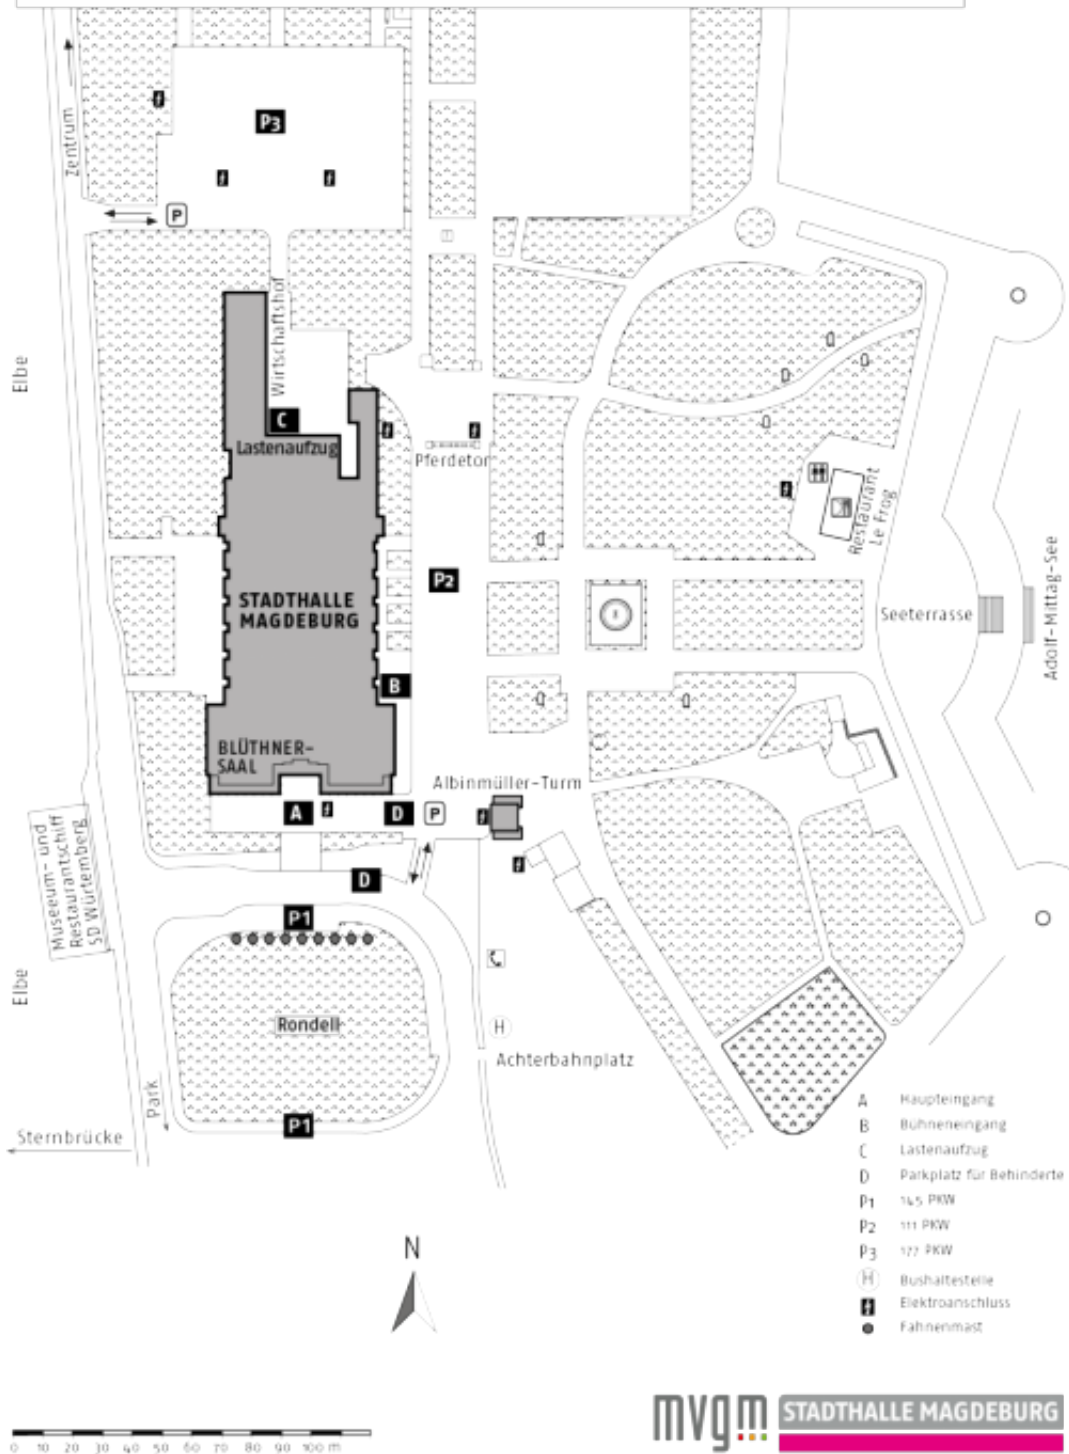 Zentrum
P3
P
Elbe
Wirtschaftshof
C
Lastenaufzug
Pferdetor
Restaurant
Le Frog
P2
STADTHALLE
MAGDEBURG
Seeterrasse
Adolf-Mittag-See
B
BLÜTHNER-
SAAL
Albinmüller-Turm
A
D
P
Museeum- und
Restaurantschiff
SD Würtemberg
D
P1
Elbe
Rondell
H
Achterbahnplatz
Park
P1
Sternbrücke
A Haupteingang
B Bühneneingang
C Lastenaufzug
D Parkplatz für Behinderte
P1 145 PKW
P2 111 PKW
P3 177 PKW
H Bushaltestelle
Elektroanschluss
Fahnenmast
N
0 10 20 30 40 50 60 70 80 90 100 m
mvgm STADTHALLE MAGDEBURG